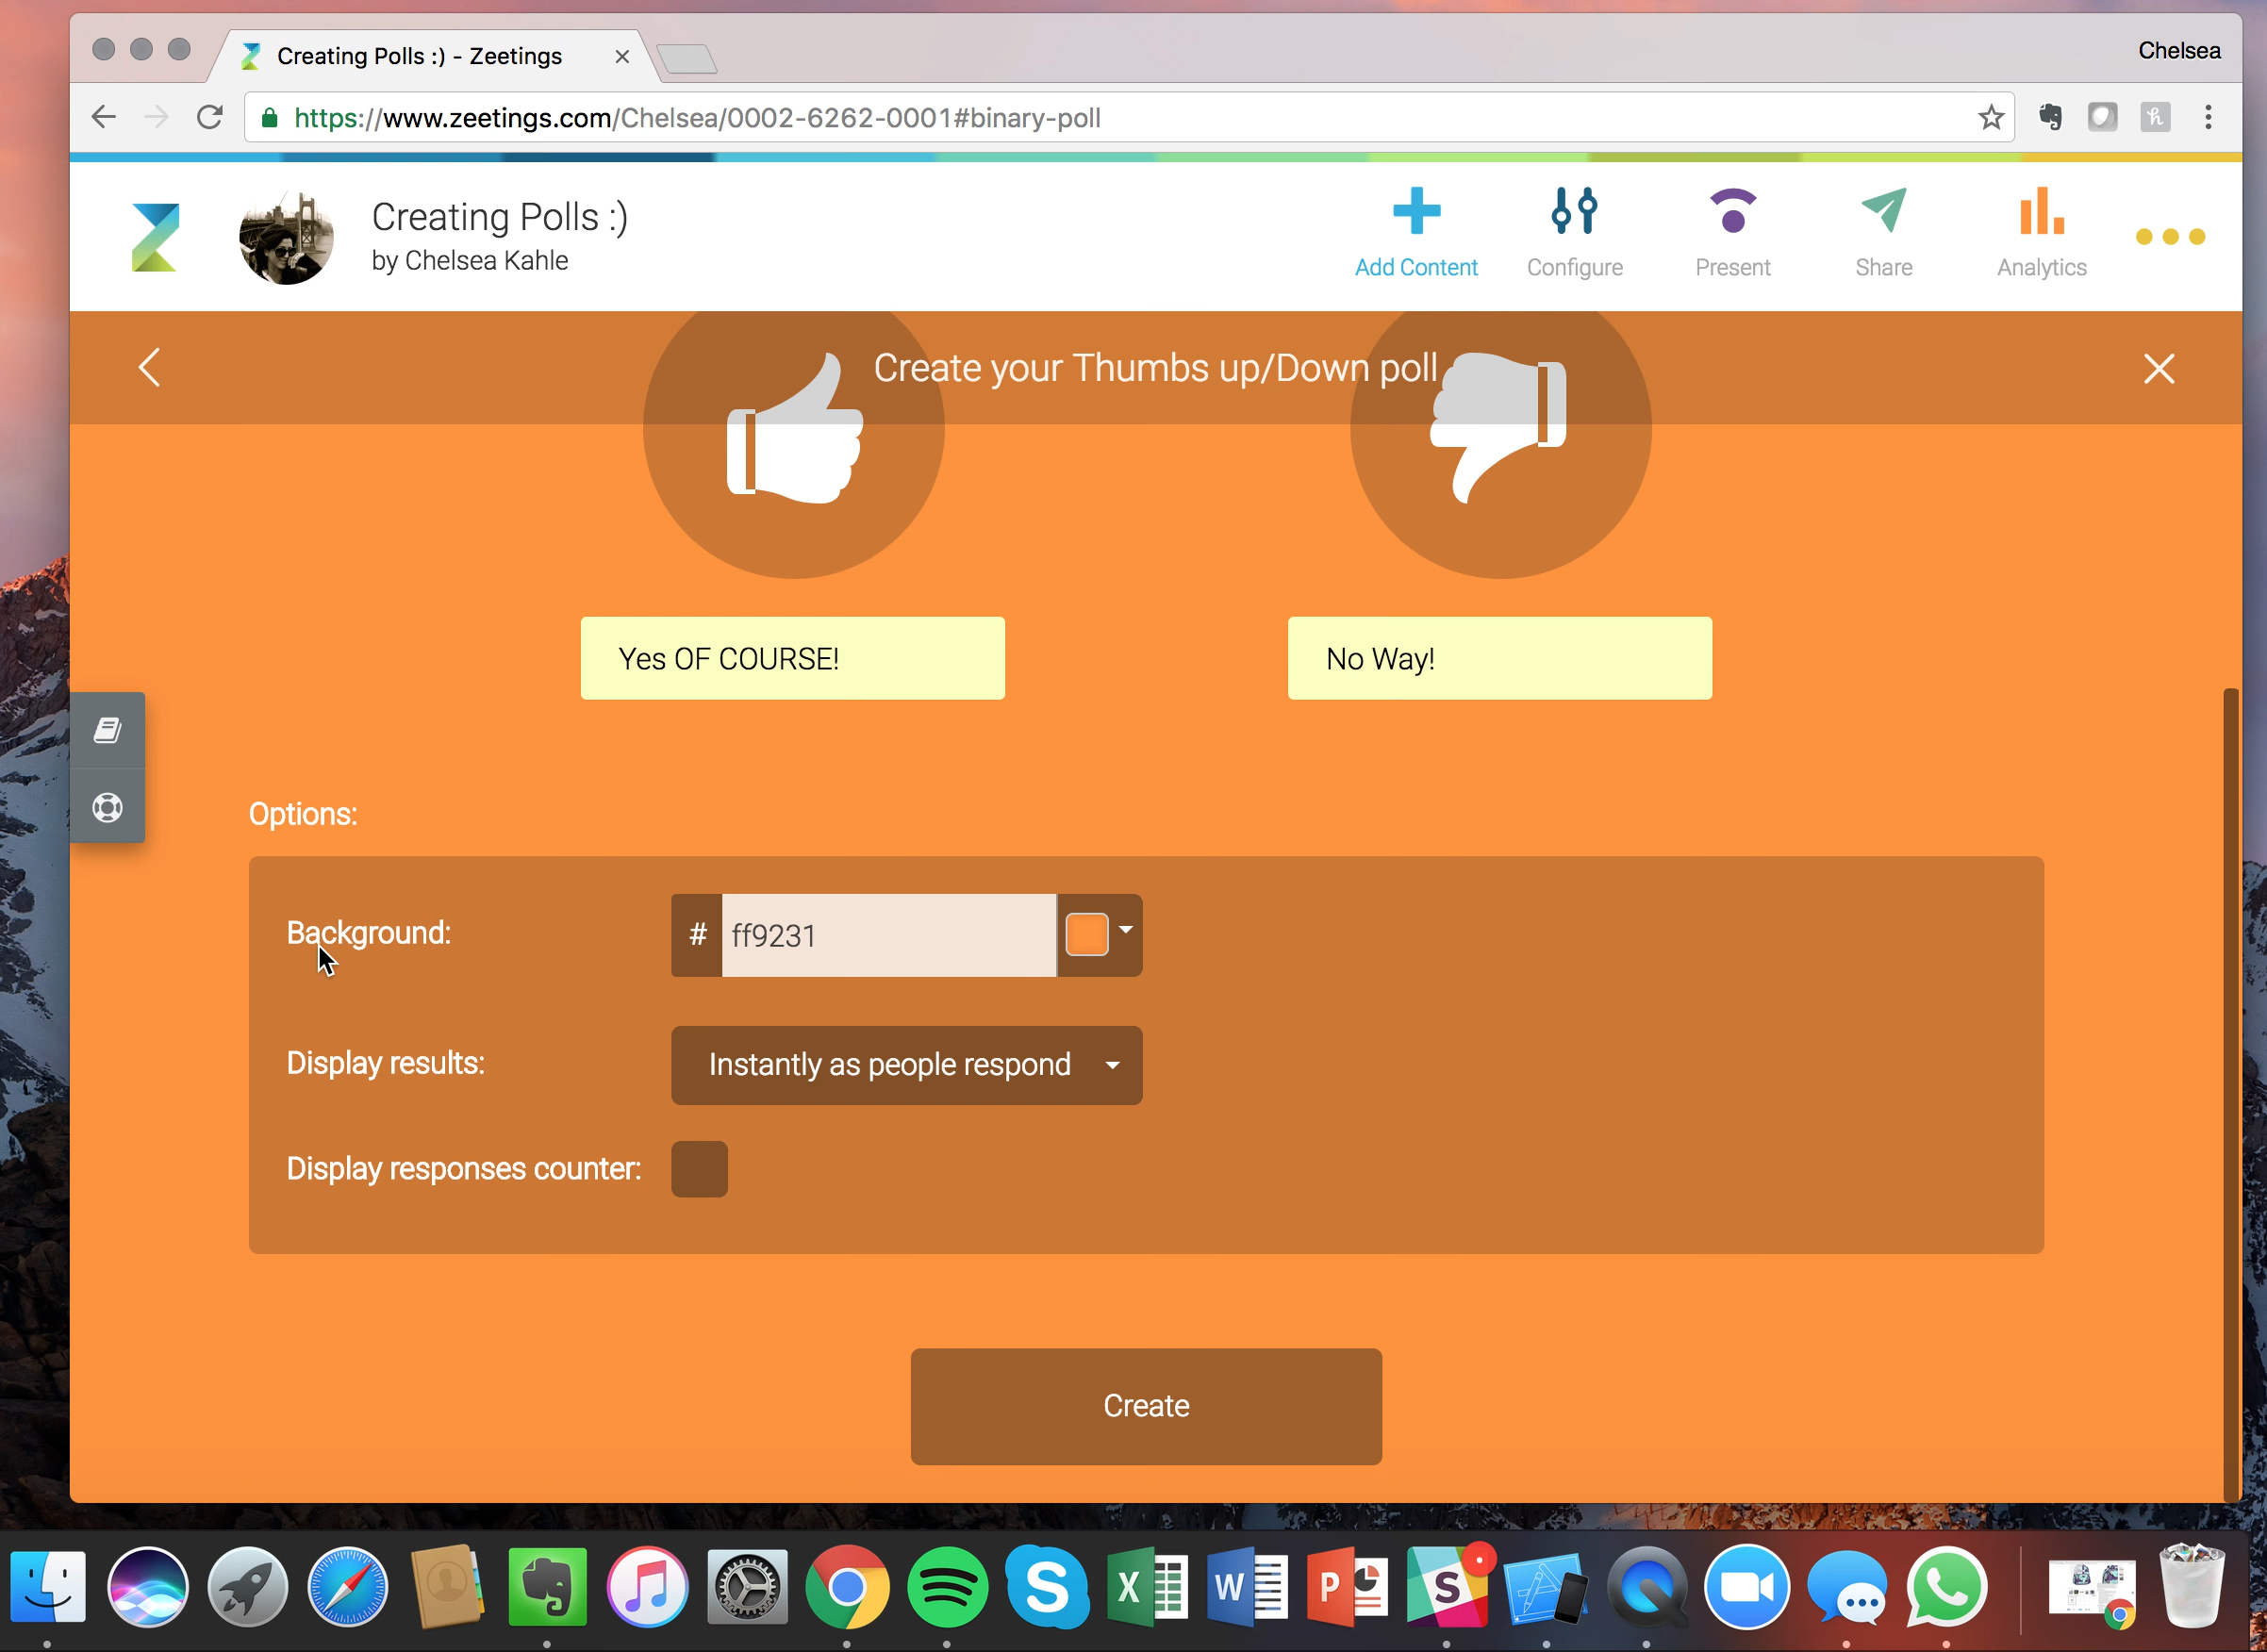 Creating Polls :) - Zeetings
Chelsea
https://www.zeetings.com/Chelsea/0002-6262-0001#binary-poll
Creating Polls :)
by Chelsea Kahle
Add Content
Configure
Present
Share
Analytics
Create your Thumbs up/Down poll
Yes OF COURSE!
No Way!
Options:
Background:
# ff9231
Display results:
Instantly as people respond
Display responses counter:
Create